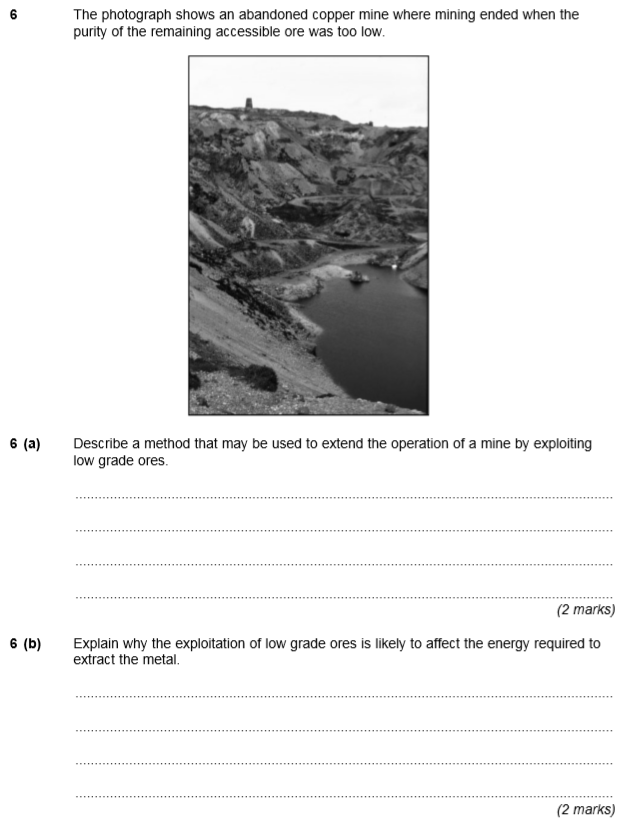 6 The photograph shows an abandoned copper mine where mining ended when the
purity of the remaining accessible ore was too low.
6 (a) Describe a method that may be used to extend the operation of a mine by exploiting
low grade ores.
(2 marks)
6 (b) Explain why the exploitation of low grade ores is likely to affect the energy required to
extract the metal.
(2 marks)